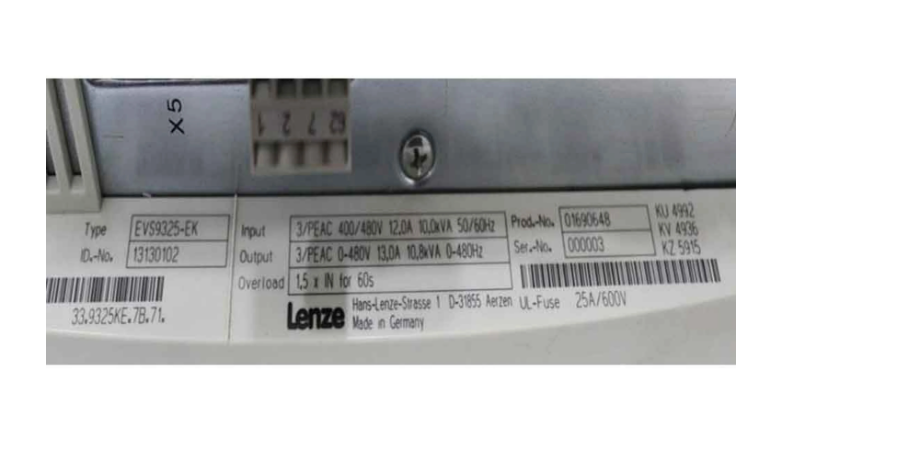 X5
1 2 7 62
Type EVS9325-EK
ID.-No. 13130102
33.9325KE.7B.71.
Input 3/PEAC 400/480V 12.0A 10.0kVA 50/60Hz
Output 3/PEAC 0-480V 13.0A 10.8kVA 0-480Hz
Overload 1.5 x IN for 60s
Lenze
Hans-Lenze-Strasse 1 D-31855 Aerzen
Made in Germany
Prod.-No. 01690648
Ser.-No. 000003
UL-Fuse 25A/600V
KU 4992
KV 4936
KZ 5915